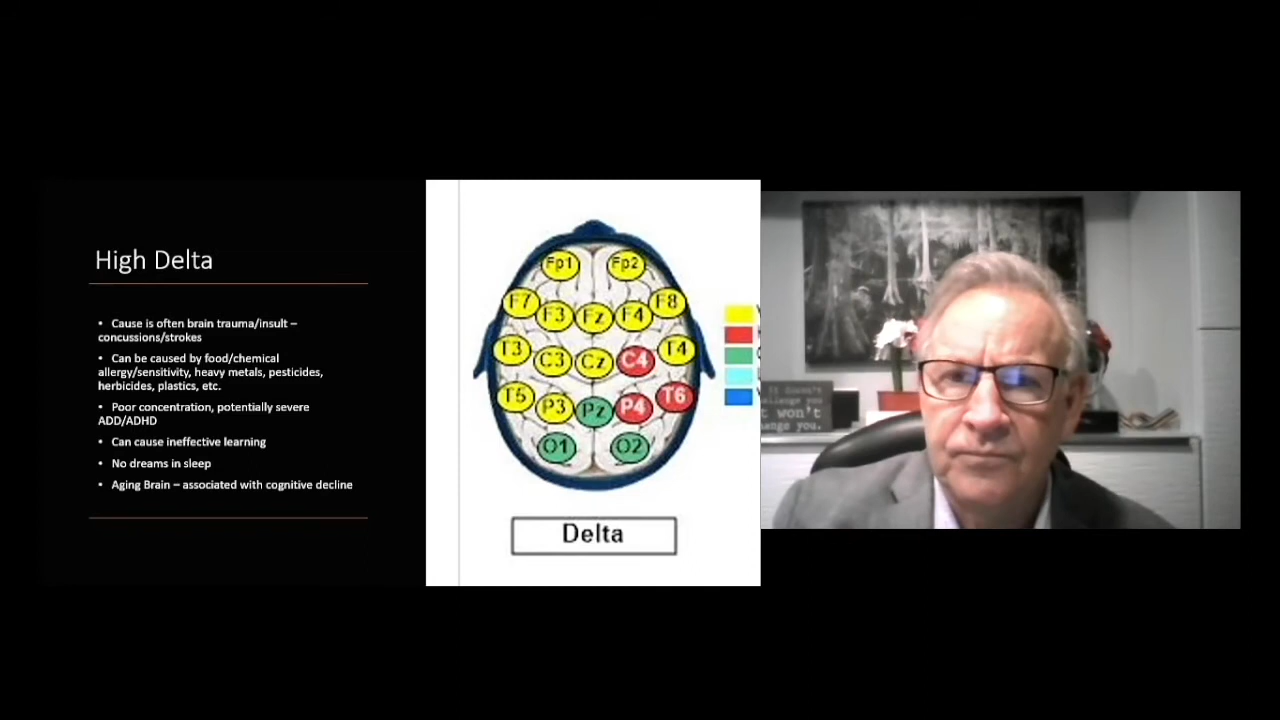 High Delta
• Cause is often brain trauma/insult –
concussions/strokes
• Can be caused by food/chemical
allergy/sensitivity, heavy metals, pesticides,
herbicides, plastics, etc.
• Poor concentration, potentially severe
ADD/ADHD
• Can cause ineffective learning
• No dreams in sleep
• Aging Brain – associated with cognitive decline
Fp1 Fp2
F7 F3 Fz F4 F8
T3 C3 Cz C4 T4
T5 P3 Pz P4 T6
O1 O2
Delta
t won't
you.